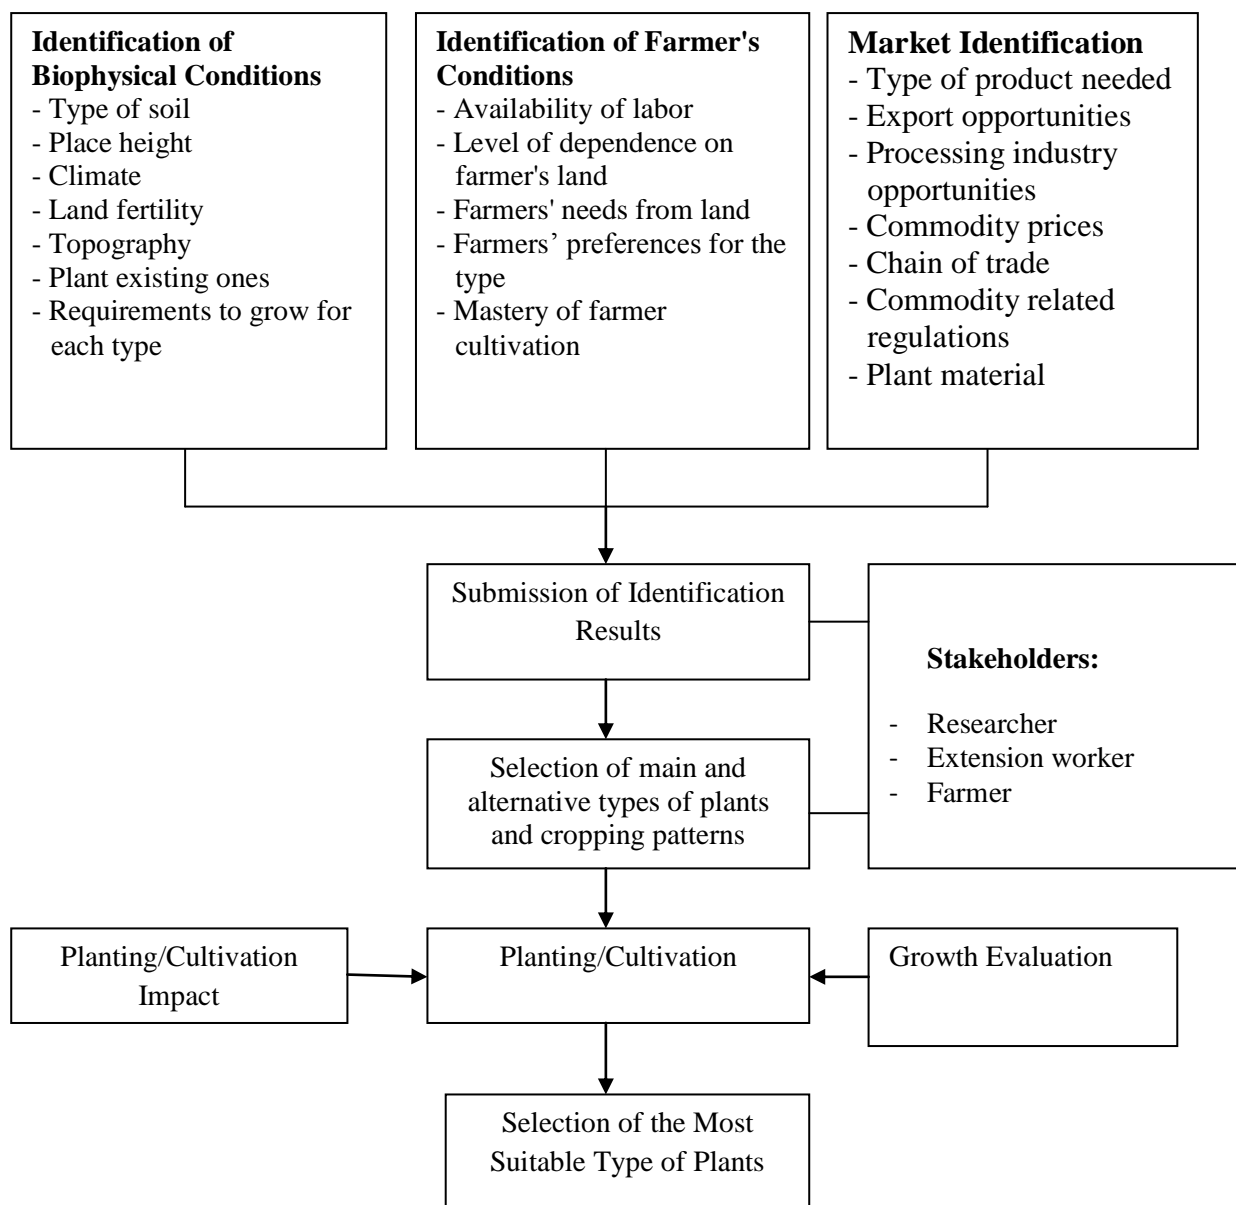 Identification of
Biophysical Conditions
- Type of soil
- Place height
- Climate
- Land fertility
- Topography
- Plant existing ones
- Requirements to grow for
each type
Identification of Farmer's
Conditions
- Availability of labor
- Level of dependence on
farmer's land
- Farmers' needs from land
- Farmers’ preferences for the
type
- Mastery of farmer
cultivation
Market Identification
- Type of product needed
- Export opportunities
- Processing industry
opportunities
- Commodity prices
- Chain of trade
- Commodity related
regulations
- Plant material
Submission of Identification
Results
Stakeholders:
- Researcher
- Extension worker
- Farmer
Selection of main and
alternative types of plants
and cropping patterns
Planting/Cultivation
Impact
Planting/Cultivation
Growth Evaluation
Selection of the Most
Suitable Type of Plants